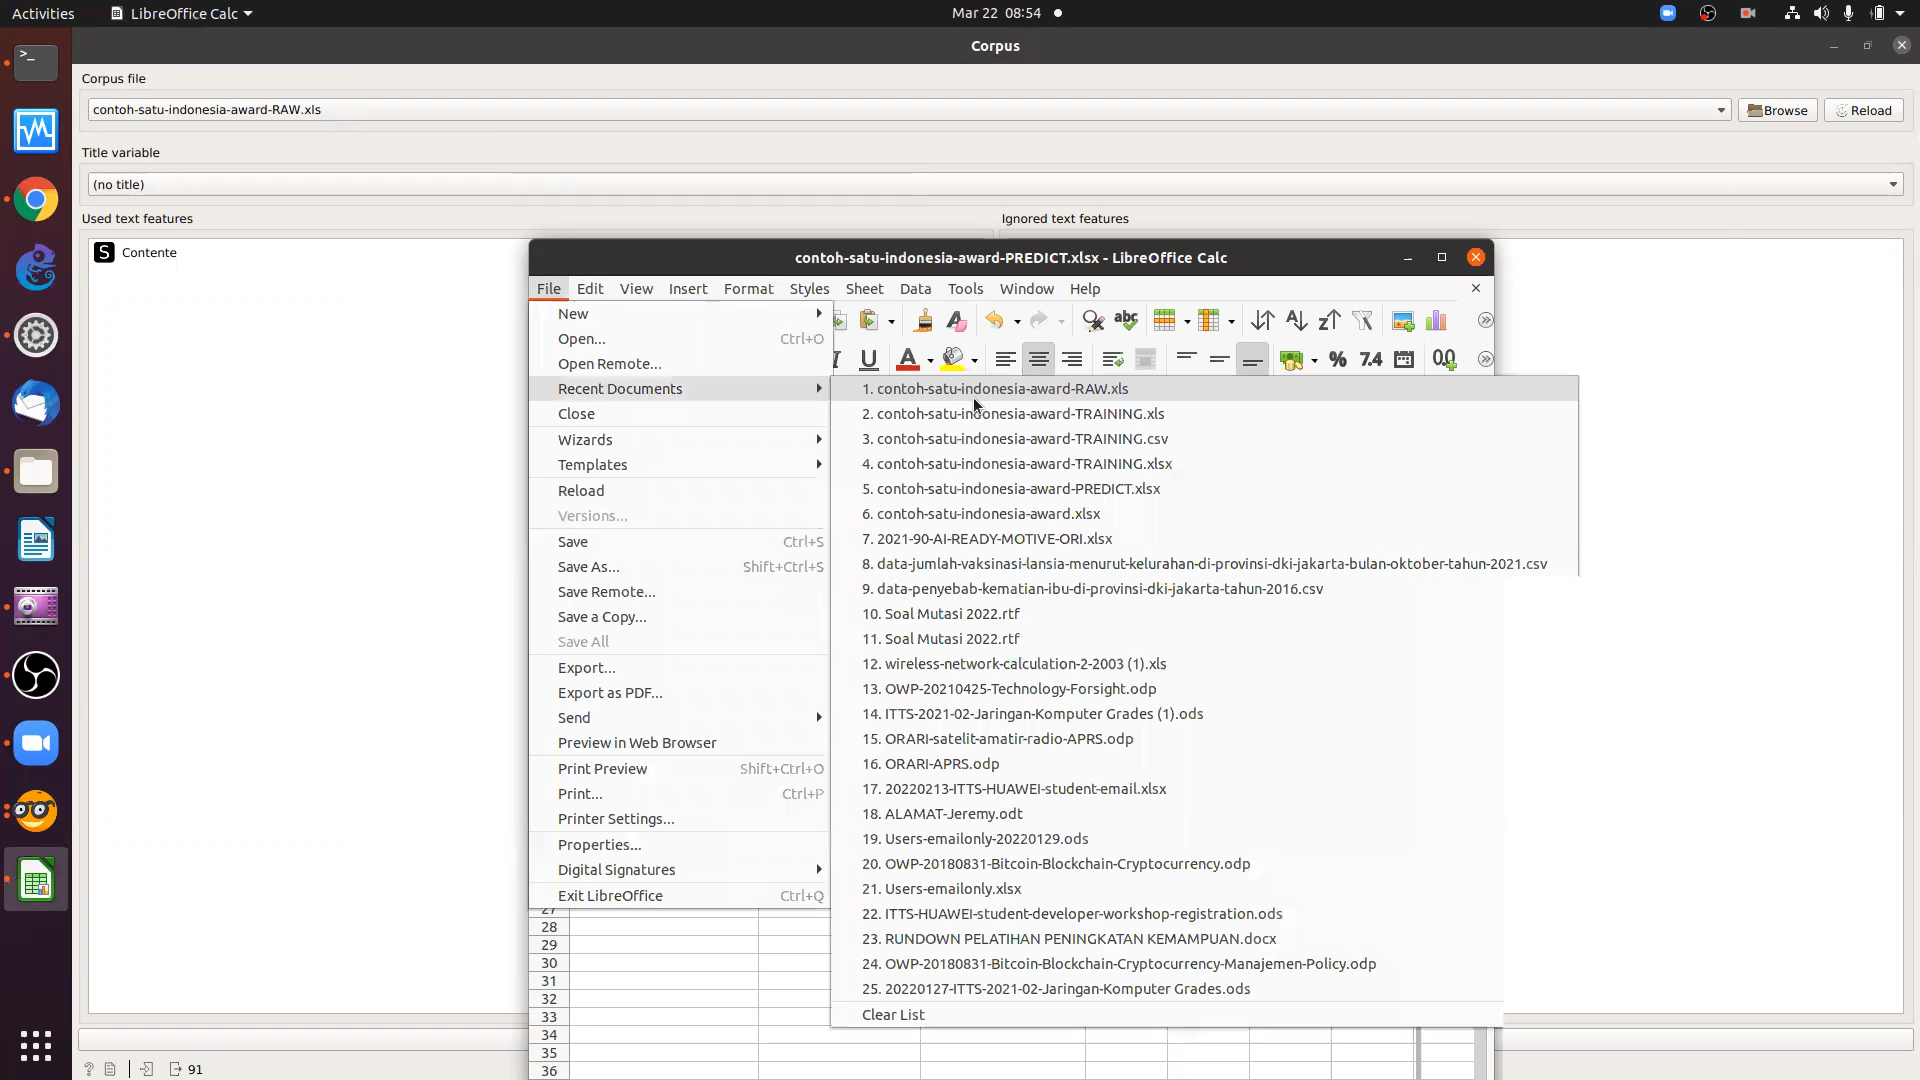 Activities
LibreOffice Calc
Mar 22 08:54
Corpus
Corpus file
contoh-satu-indonesia-award-RAW.xls
Browse
Reload
Title variable
(no title)
Used text features
Ignored text features
S Contente
contoh-satu-indonesia-award-PREDICT.xlsx - LibreOffice Calc
File Edit View Insert Format Styles Sheet Data Tools Window Help
New
Open... Ctrl+O
Open Remote...
Recent Documents
Close
Wizards
Templates
Reload
Versions...
Save Ctrl+S
Save As... Shift+Ctrl+S
Save Remote...
Save a Copy...
Save All
Export...
Export as PDF...
Send
Preview in Web Browser
Print Preview Shift+Ctrl+O
Print... Ctrl+P
Printer Settings...
Properties...
Digital Signatures
Exit LibreOffice Ctrl+Q
1. contoh-satu-indonesia-award-RAW.xls
2. contoh-satu-indonesia-award-TRAINING.xls
3. contoh-satu-indonesia-award-TRAINING.csv
4. contoh-satu-indonesia-award-TRAINING.xlsx
5. contoh-satu-indonesia-award-PREDICT.xlsx
6. contoh-satu-indonesia-award.xlsx
7. 2021-90-AI-READY-MOTIVE-ORI.xlsx
8. data-jumlah-vaksinasi-lansia-menurut-kelurahan-di-provinsi-dki-jakarta-bulan-oktober-tahun-2021.csv
9. data-penyebab-kematian-ibu-di-provinsi-dki-jakarta-tahun-2016.csv
10. Soal Mutasi 2022.rtf
11. Soal Mutasi 2022.rtf
12. wireless-network-calculation-2-2003 (1).xls
13. OWP-20210425-Technology-Forsight.odp
14. ITTS-2021-02-Jaringan-Komputer Grades (1).ods
15. ORARI-satelit-amatir-radio-APRS.odp
16. ORARI-APRS.odp
17. 20220213-ITTS-HUAWEI-student-email.xlsx
18. ALAMAT-Jeremy.odt
19. Users-emailonly-20220129.ods
20. OWP-20180831-Bitcoin-Blockchain-Cryptocurrency.odp
21. Users-emailonly.xlsx
22. ITTS-HUAWEI-student-developer-workshop-registration.ods
23. RUNDOWN PELATIHAN PENINGKATAN KEMAMPUAN.docx
24. OWP-20180831-Bitcoin-Blockchain-Cryptocurrency-Manajemen-Policy.odp
25. 20220127-ITTS-2021-02-Jaringan-Komputer Grades.ods
Clear List
27
28
29
30
31
32
33
34
35
36
91